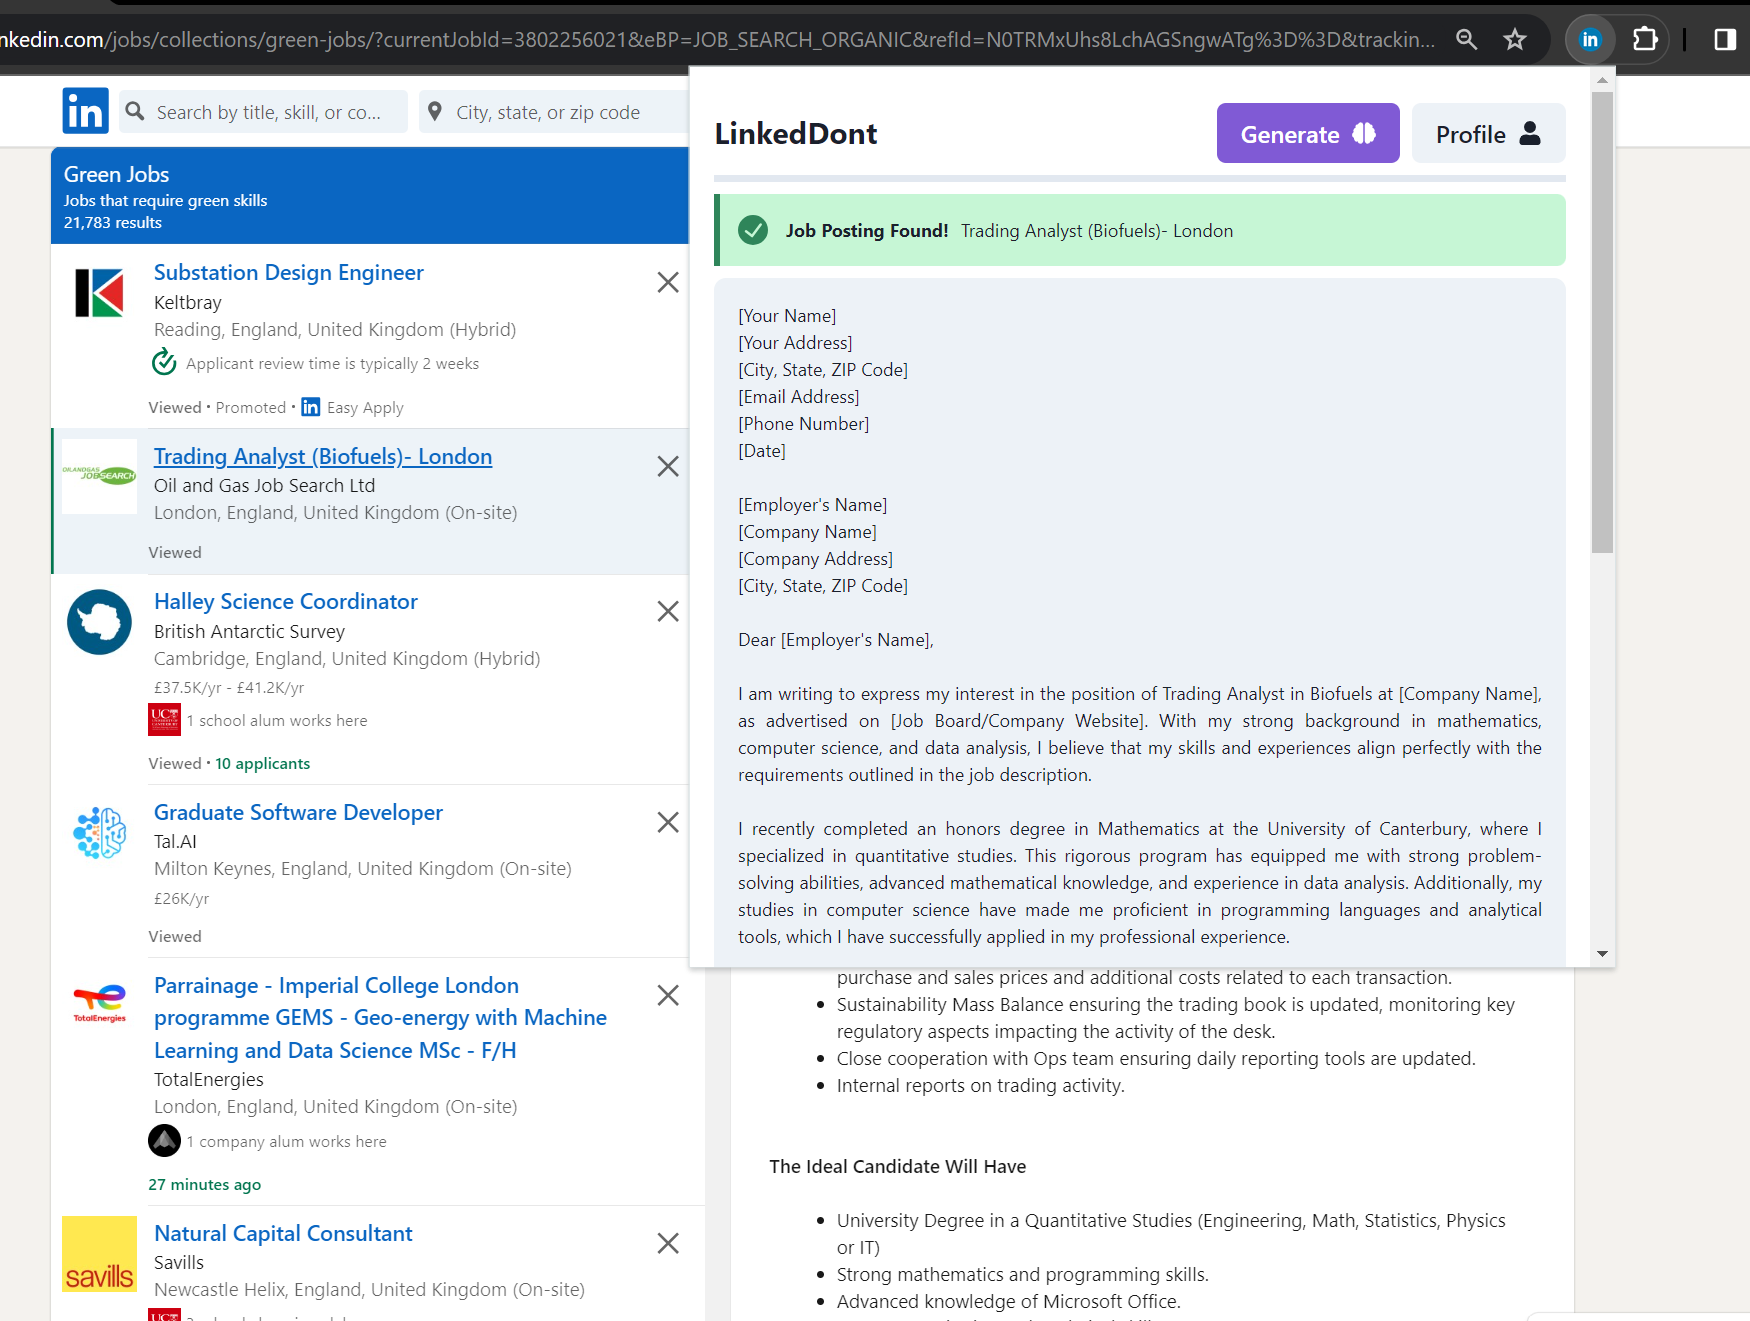 nkedin.com/jobs/collections/green-jobs/?currentJobId=3802256021&eBP=JOB_SEARCH_ORGANIC&refId=N0TRMxUhs8LchAGSngwATg%3D%3D&trackin...
in
in
Search by title, skill, or co...
City, state, or zip code
Green Jobs
Jobs that require green skills
21,783 results
Substation Design Engineer
Keltbray
Reading, England, United Kingdom (Hybrid)
Applicant review time is typically 2 weeks
Viewed • Promoted • in Easy Apply
OILANDGAS
JOBSEARCH
Trading Analyst (Biofuels)- London
Oil and Gas Job Search Ltd
London, England, United Kingdom (On-site)
Viewed
Halley Science Coordinator
British Antarctic Survey
Cambridge, England, United Kingdom (Hybrid)
£37.5K/yr - £41.2K/yr
UC
1 school alum works here
Viewed • 10 applicants
Graduate Software Developer
Tal.AI
Milton Keynes, England, United Kingdom (On-site)
£26K/yr
Viewed
TotalEnergies
Parrainage - Imperial College London
programme GEMS - Geo-energy with Machine
Learning and Data Science MSc - F/H
TotalEnergies
London, England, United Kingdom (On-site)
1 company alum works here
27 minutes ago
savills
Natural Capital Consultant
Savills
Newcastle Helix, England, United Kingdom (On-site)
LinkedDont
Generate
Profile
Job Posting Found! Trading Analyst (Biofuels)- London
[Your Name]
[Your Address]
[City, State, ZIP Code]
[Email Address]
[Phone Number]
[Date]
[Employer's Name]
[Company Name]
[Company Address]
[City, State, ZIP Code]
Dear [Employer's Name],
I am writing to express my interest in the position of Trading Analyst in Biofuels at [Company Name],
as advertised on [Job Board/Company Website]. With my strong background in mathematics,
computer science, and data analysis, I believe that my skills and experiences align perfectly with the
requirements outlined in the job description.
I recently completed an honors degree in Mathematics at the University of Canterbury, where I
specialized in quantitative studies. This rigorous program has equipped me with strong problem-
solving abilities, advanced mathematical knowledge, and experience in data analysis. Additionally, my
studies in computer science have made me proficient in programming languages and analytical
tools, which I have successfully applied in my professional experience.
purchase and sales prices and additional costs related to each transaction.
• Sustainability Mass Balance ensuring the trading book is updated, monitoring key
regulatory aspects impacting the activity of the desk.
• Close cooperation with Ops team ensuring daily reporting tools are updated.
• Internal reports on trading activity.
The Ideal Candidate Will Have
• University Degree in a Quantitative Studies (Engineering, Math, Statistics, Physics
or IT)
• Strong mathematics and programming skills.
• Advanced knowledge of Microsoft Office.